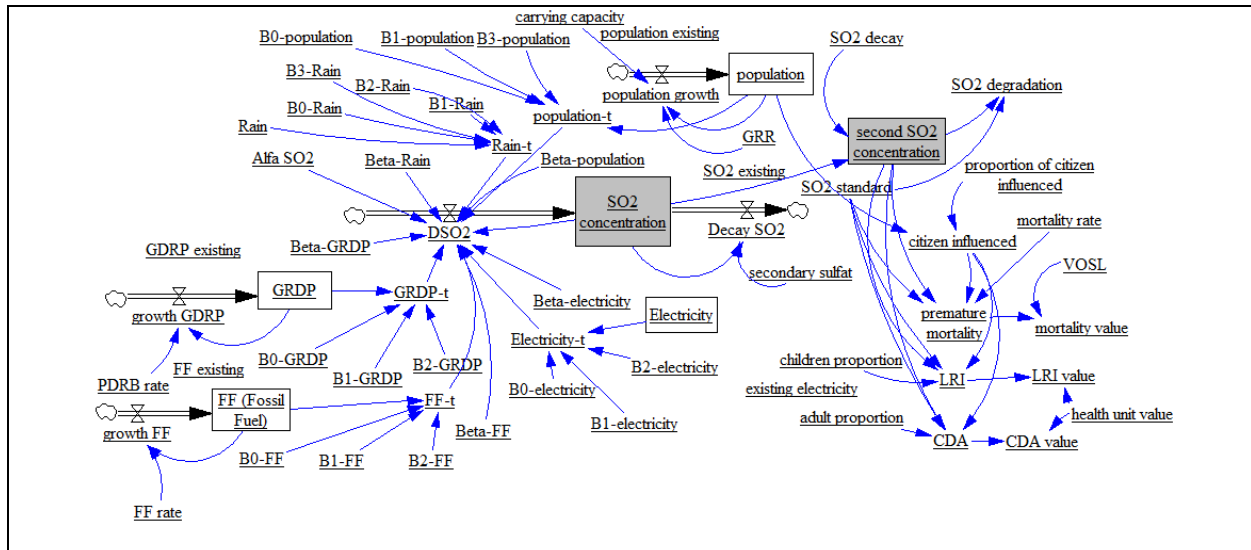 carrying capacity
B0-population
B1-population
B3-population
population existing
SO2 decay
B3-Rain
B2-Rain
population
population growth
SO2 degradation
B0-Rain
B1-Rain
population-t
Rain
Rain-t
GRR
second SO2
concentration
Alfa SO2
Beta-Rain
Beta-population
SO2 existing
proportion of citizen
influenced
SO2 standard
SO2
concentration
DSO2
Decay SO2
citizen influenced
mortality rate
Beta-GRDP
GDRP existing
secondary sulfat
VOSL
GRDP
GRDP-t
growth GDRP
Beta-electricity
Electricity
premature
mortality
mortality value
Electricity-t
B0-GRDP
B2-GRDP
B2-electricity
children proportion
FF existing
B1-GRDP
B0-electricity
existing electricity
LRI
LRI value
PDRB rate
FF (Fossil
Fuel)
FF-t
growth FF
Beta-FF
B1-electricity
adult proportion
health unit value
CDA
CDA value
B0-FF
B1-FF
B2-FF
FF rate